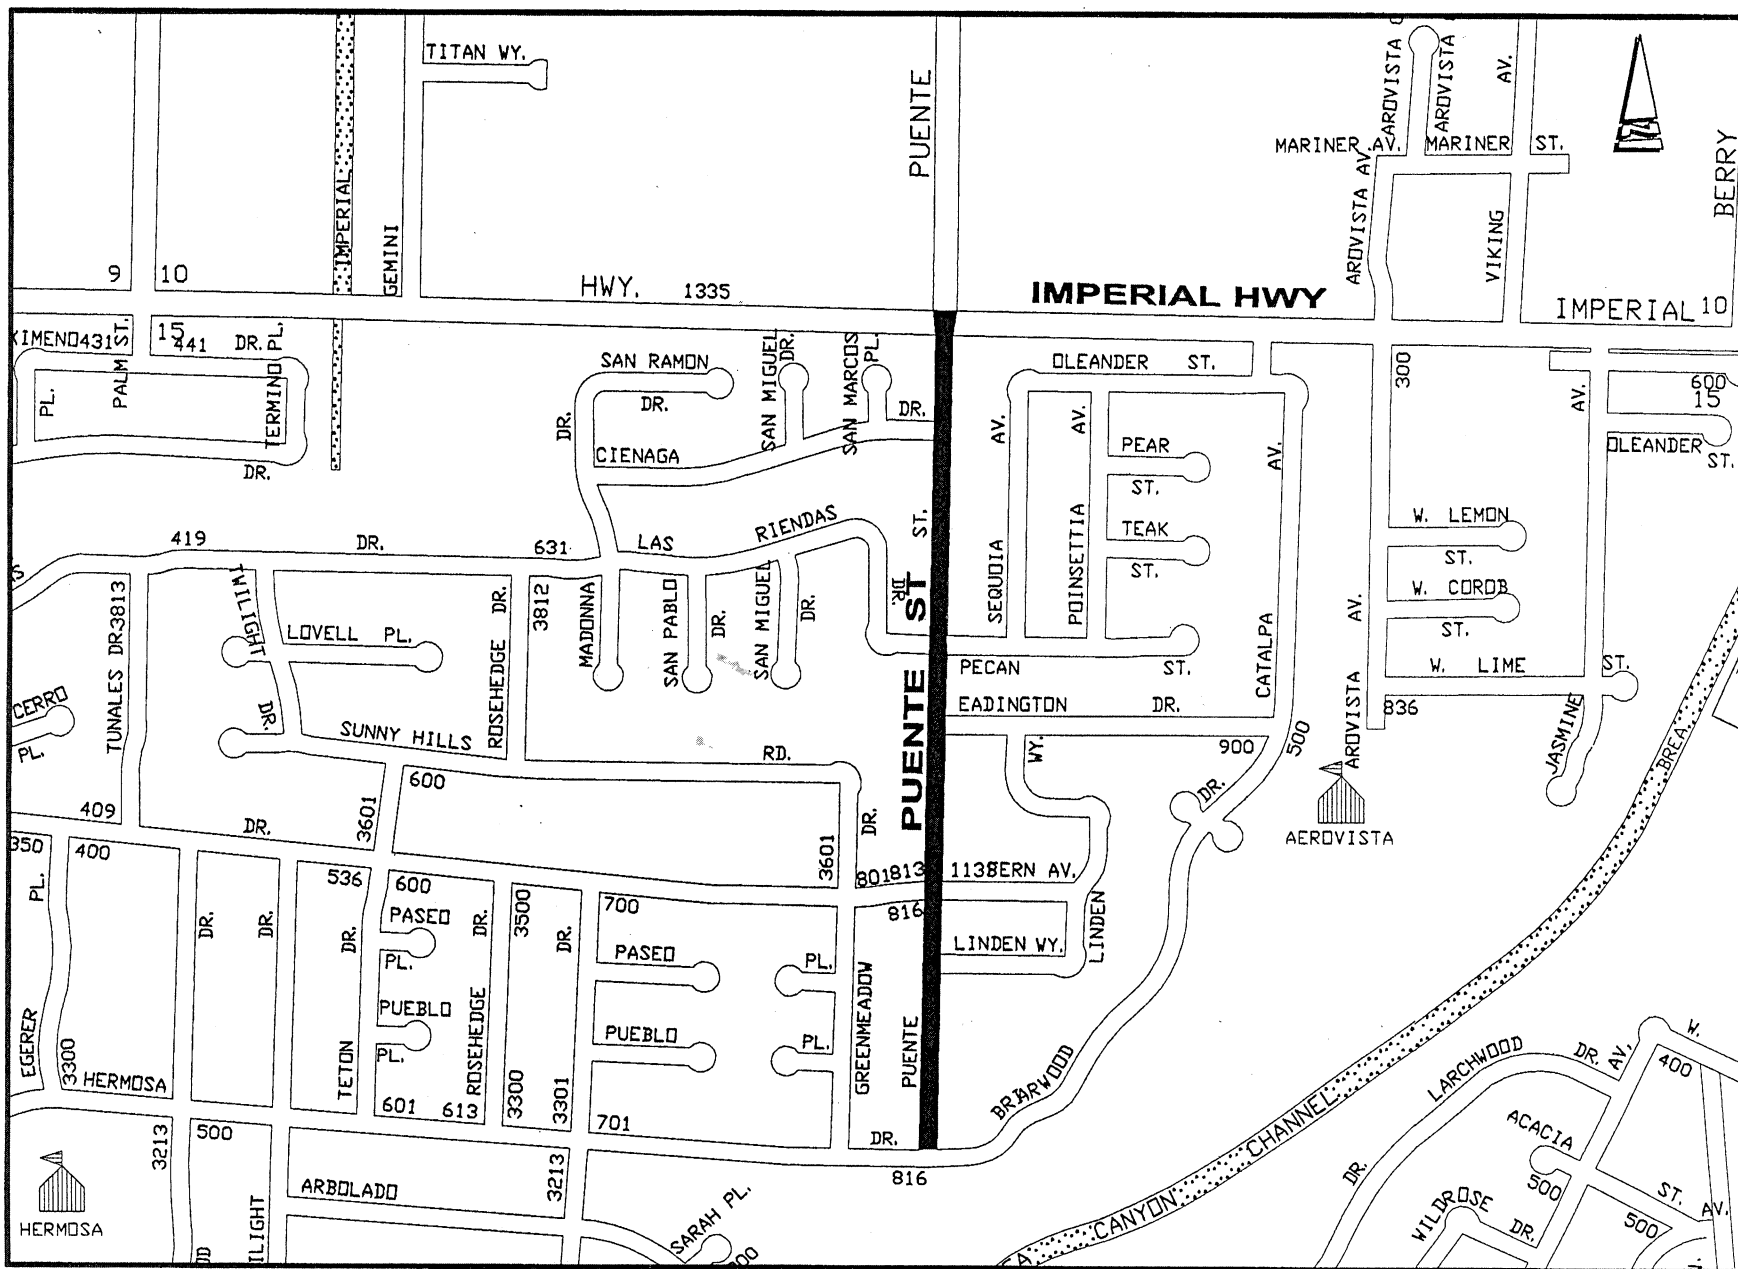 TITAN WY.
PUENTE
AROVISTA
AROVISTA
AV.
MARINER AV.
MARINER ST.
BERRY
IMPERIAL
GEMINI
AROVISTA AV.
VIKING
9
10
HWY. 1335
IMPERIAL HWY
IMPERIAL 10
XIMENO 431
PALM ST.
15
441 DR.
TERMINO PL.
PL.
DR.
SAN RAMON
DR.
DR.
SAN MIGUEL DR.
SAN MARCOS PL.
DR.
CIENAGA
OLEANDER ST.
300
600
15
AV.
OLEANDER
ST.
SEQUOIA AV.
POINSETTIA AV.
PEAR
ST.
TEAK
ST.
CATALPA AV.
W. LEMON
ST.
W. COROB
ST.
W. LIME ST.
836
AROVISTA AV.
JASMINE
419 DR.
631
LAS RIENDAS
DR.
ST.
PUENTE ST
TUNALES DR. 3813
TWILIGHT DR.
LOVELL PL.
ROSEHEDGE DR.
3812
MADONNA
SAN PABLO DR.
SAN MIGUEL DR.
PECAN ST.
EADINGTON DR.
900
500
WY.
CERRO
PL.
SUNNY HILLS RD.
600
3601
3601
DR.
DR.
AEROVISTA
BREA
409 DR.
350
400
PL.
536
600
801
813
1138
FERN AV.
816
LINDEN WY.
LINDEN
DR.
DR.
TETON DR.
PASEO
PL.
PUEBLO
PL.
ROSEHEDGE DR.
3500
DR.
700
PASEO
PL.
PUEBLO
PL.
GREENMEADOW
PUENTE
EGERER
3300
HERMOSA
601
613
3300
3301
701
DR.
816
BRIARWOOD
3213
500
3213
HERMOSA
ILIGHT
ARBOLADO
SARAH PL.
CANYON
CHANNEL
LARCHWOOD DR.
DR.
AV.
W.
400
ACACIA
500
ST.
AV.
500
WILDROSE
DR.